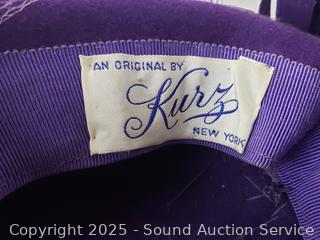 AN ORIGINAL BY
Kurz
NEW YORK
Copyright 2025 - Sound Auction Service